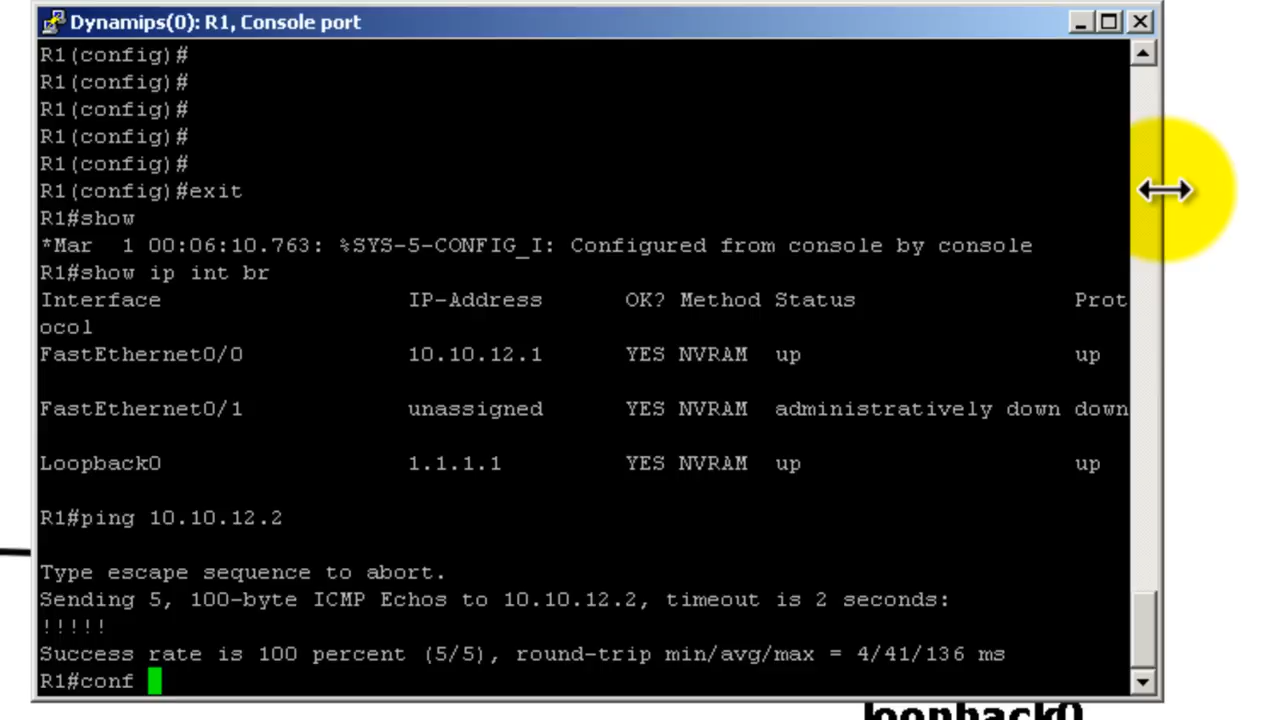 Dynamips(0): R1, Console port
R1(config)#
R1(config)#
R1(config)#
R1(config)#
R1(config)#
R1(config)#exit
R1#show
*Mar  1 00:06:10.763: %SYS-5-CONFIG_I: Configured from console by console
R1#show ip int br
Interface                  IP-Address      OK? Method Status                Prot
ocol
FastEthernet0/0            10.10.12.1      YES NVRAM  up                    up
FastEthernet0/1            unassigned      YES NVRAM  administratively down down
Loopback0                  1.1.1.1         YES NVRAM  up                    up
R1#ping 10.10.12.2
Type escape sequence to abort.
Sending 5, 100-byte ICMP Echos to 10.10.12.2, timeout is 2 seconds:
!!!!!
Success rate is 100 percent (5/5), round-trip min/avg/max = 4/41/136 ms
R1#conf
loopback0